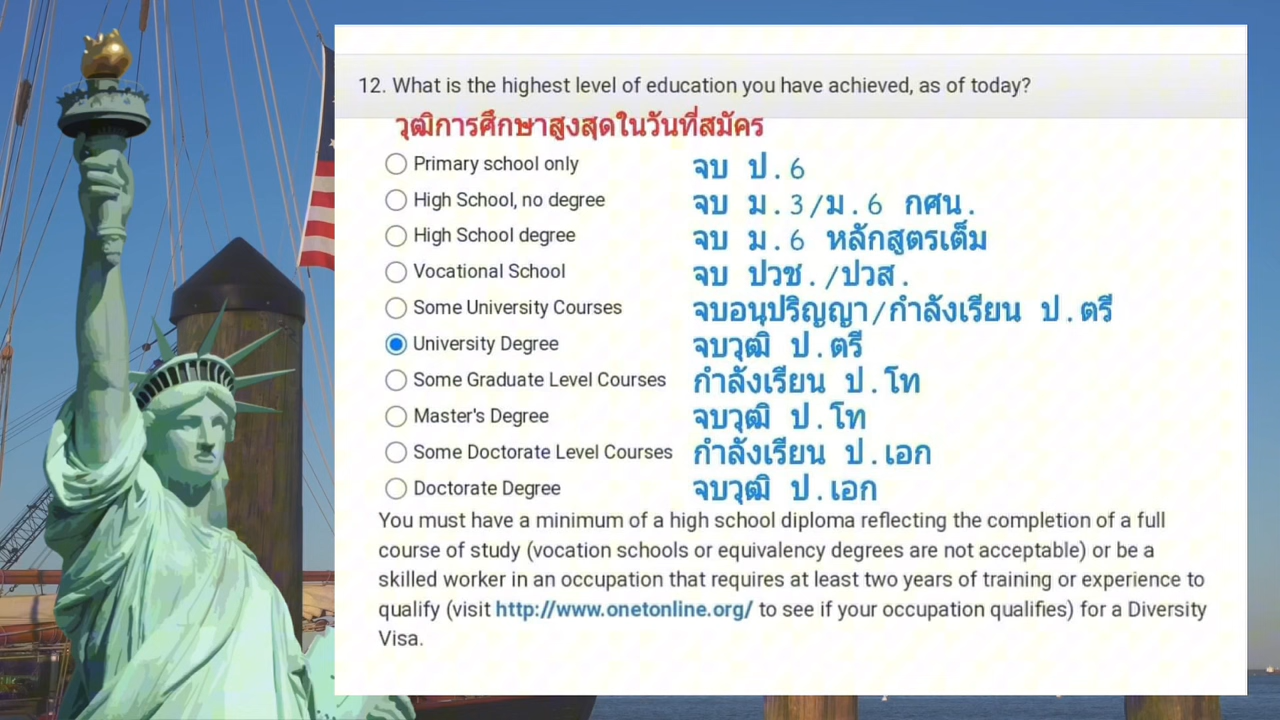 12. What is the highest level of education you have achieved, as of today?
วุฒิการศึกษาสูงสุดในวันที่สมัคร
Primary school only จบ ป.6
High School, no degree จบ ม.3/ม.6 กศน.
High School degree จบ ม.6 หลักสูตรเต็ม
Vocational School จบ ปวช./ปวส.
Some University Courses จบอนุปริญญา/กำลังเรียน ป.ตรี
University Degree จบวุฒิ ป.ตรี
Some Graduate Level Courses กำลังเรียน ป.โท
Master's Degree จบวุฒิ ป.โท
Some Doctorate Level Courses กำลังเรียน ป.เอก
Doctorate Degree จบวุฒิ ป.เอก
You must have a minimum of a high school diploma reflecting the completion of a full
course of study (vocation schools or equivalency degrees are not acceptable) or be a
skilled worker in an occupation that requires at least two years of training or experience to
qualify (visit http://www.onetonline.org/ to see if your occupation qualifies) for a Diversity
Visa.